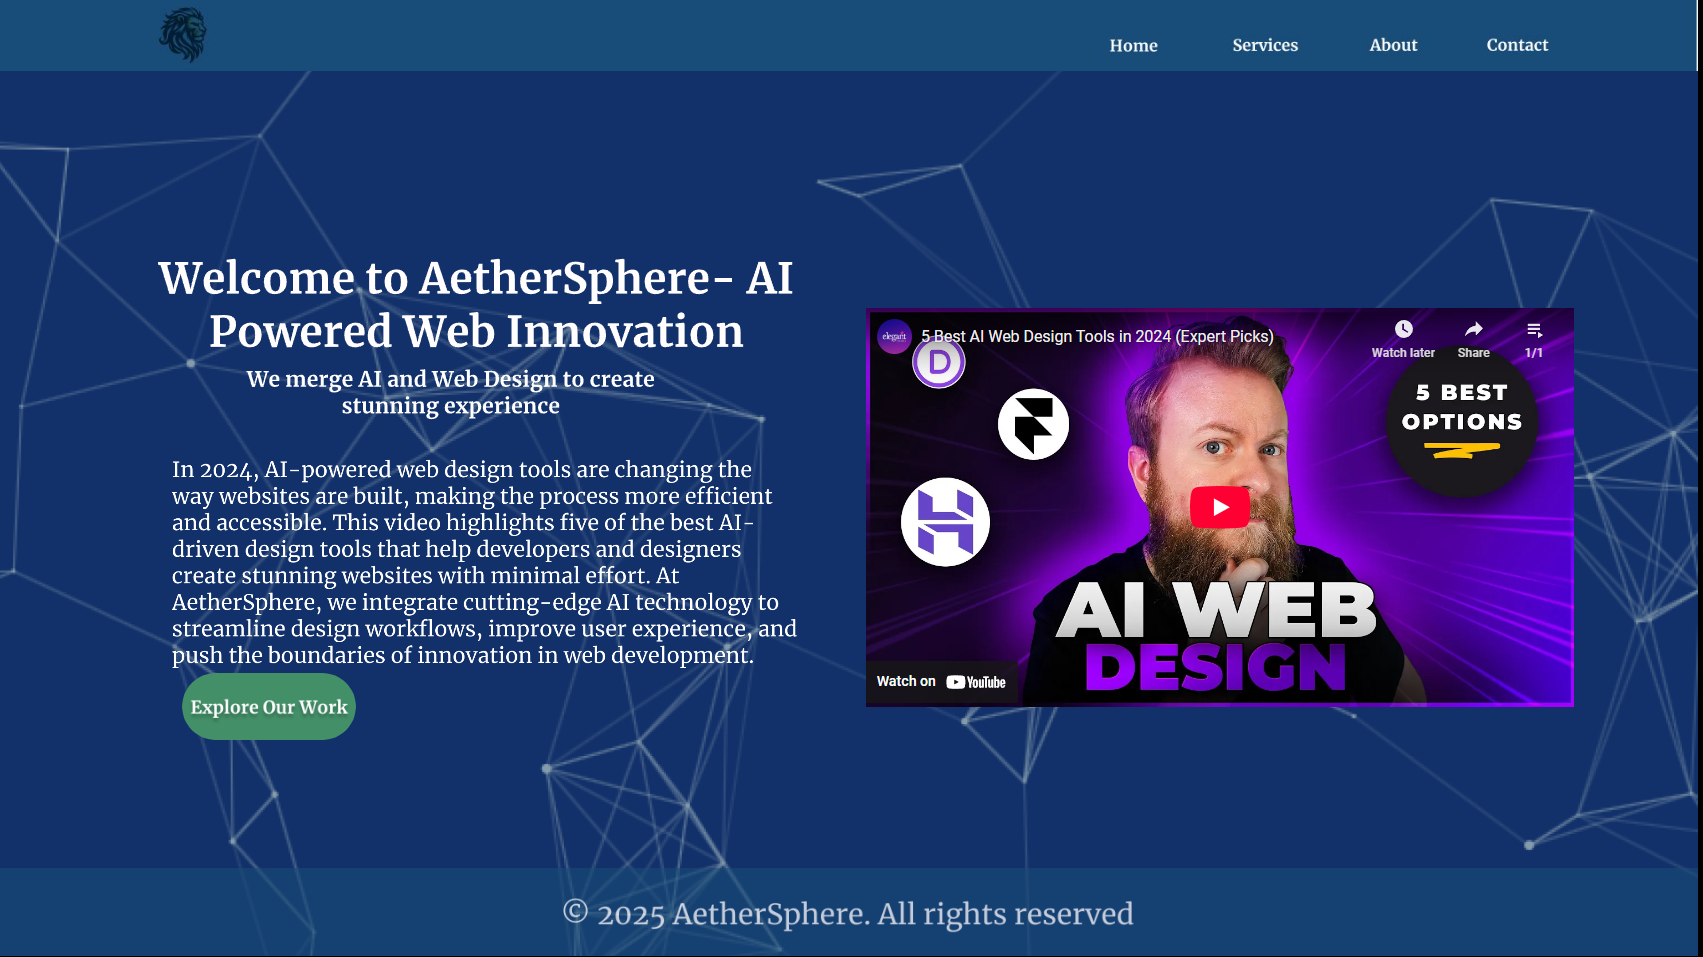 Home Services About Contact
Welcome to AetherSphere- AI
Powered Web Innovation
We merge AI and Web Design to create
stunning experience
In 2024, AI-powered web design tools are changing the
way websites are built, making the process more efficient
and accessible. This video highlights five of the best AI-
driven design tools that help developers and designers
create stunning websites with minimal effort. At
AetherSphere, we integrate cutting-edge AI technology to
streamline design workflows, improve user experience, and
push the boundaries of innovation in web development.
Explore Our Work
elegant
5 Best AI Web Design Tools in 2024 (Expert Picks)
Watch later Share 1/1
D
5 BEST
OPTIONS
AI WEB
DESIGN
Watch on YouTube
© 2025 AetherSphere. All rights reserved